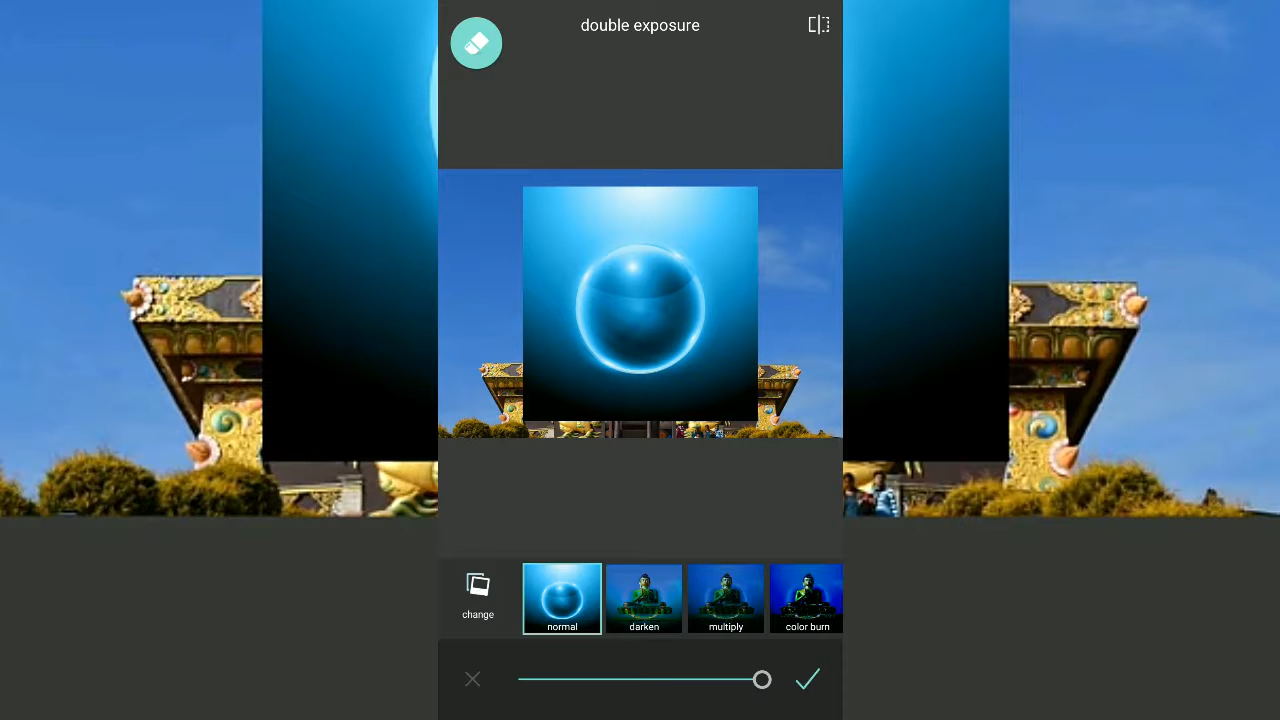 double exposure
change
normal
darken
multiply
color burn